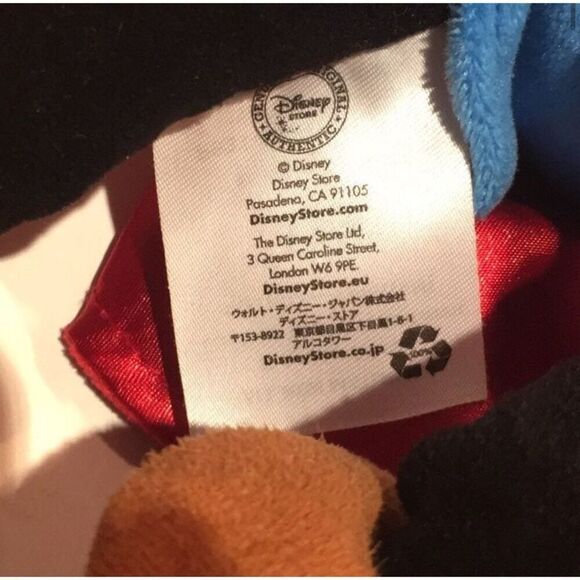 GENUINE ORIGINAL
Disney
STORE
AUTHENTIC
© Disney
Disney Store
Pasadena, CA 91105
DisneyStore.com
The Disney Store Ltd,
3 Queen Caroline Street,
London W6 9PE.
DisneyStore.eu
ウォルト・ディズニー・ジャパン株式会社
ディズニー・ストア
〒153-8922 東京都目黒区下目黒1-8-1
アルコタワー
DisneyStore.co.jp
100%